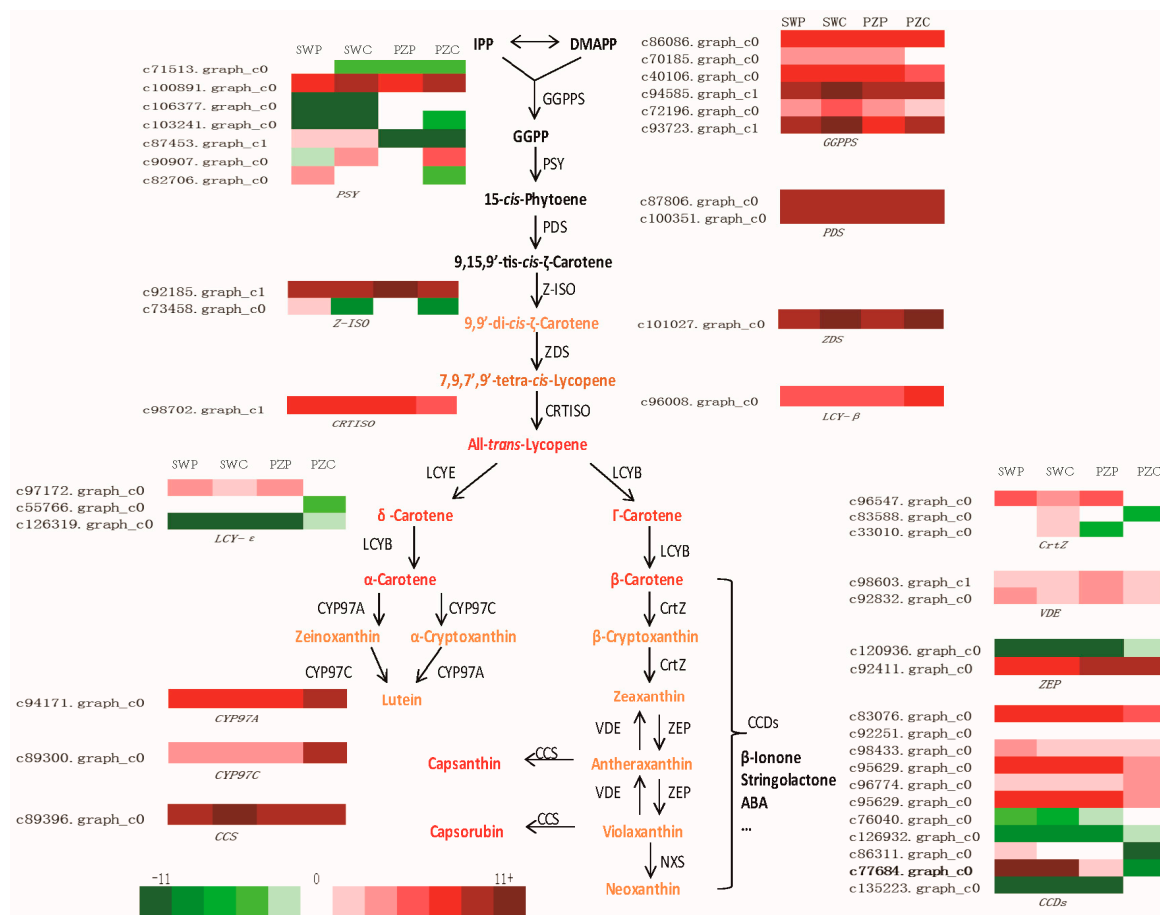 SWP SWC PZP PZC
c71513.graph_c0
c100891.graph_c0
c106377.graph_c0
c103241.graph_c0
c87453.graph_c1
c90907.graph_c0
c82706.graph_c0
PSY
IPP DMAPP
GGPPS
GGPP
PSY
15-cis-Phytoene
PDS
9,15,9'-tis-cis-ζ-Carotene
Z-ISO
9,9'-di-cis-ζ-Carotene
ZDS
7,9,7',9'-tetra-cis-Lycopene
CRTISO
All-trans-Lycopene
SWP SWC PZP PZC
c86086.graph_c0
c70185.graph_c0
c40106.graph_c0
c94585.graph_c1
c72196.graph_c0
c93723.graph_c1
GGPPS
c87806.graph_c0
c100351.graph_c0
PDS
c92185.graph_c1
c73458.graph_c0
Z-ISO
c101027.graph_c0
ZDS
c98702.graph_c1
CRTISO
c96008.graph_c0
LCY-β
SWP SWC PZP PZC
c97172.graph_c0
c55766.graph_c0
c126319.graph_c0
LCY-ε
LCYE LCYB
δ-Carotene Γ-Carotene
LCYB LCYB
α-Carotene β-Carotene
CYP97A CYP97C CrtZ
Zeinoxanthin α-Cryptoxanthin β-Cryptoxanthin
CYP97C CYP97A CrtZ
Lutein Zeaxanthin
VDE ZEP
Capsanthin CCS Antheraxanthin
VDE ZEP
Capsorubin CCS Violaxanthin
NXS
Neoxanthin
CCDs
β-Ionone
Stringolactone
ABA
...
c94171.graph_c0
CYP97A
c89300.graph_c0
CYP97C
c89396.graph_c0
CCS
-11 0 11+
SWP SWC PZP PZC
c96547.graph_c0
c83588.graph_c0
c33010.graph_c0
CrtZ
c98603.graph_c1
c92832.graph_c0
VDE
c120936.graph_c0
c92411.graph_c0
ZEP
c83076.graph_c0
c92251.graph_c0
c98433.graph_c0
c95629.graph_c0
c96774.graph_c0
c95629.graph_c0
c76040.graph_c0
c126932.graph_c0
c86311.graph_c0
c77684.graph_c0
c135223.graph_c0
CCDs